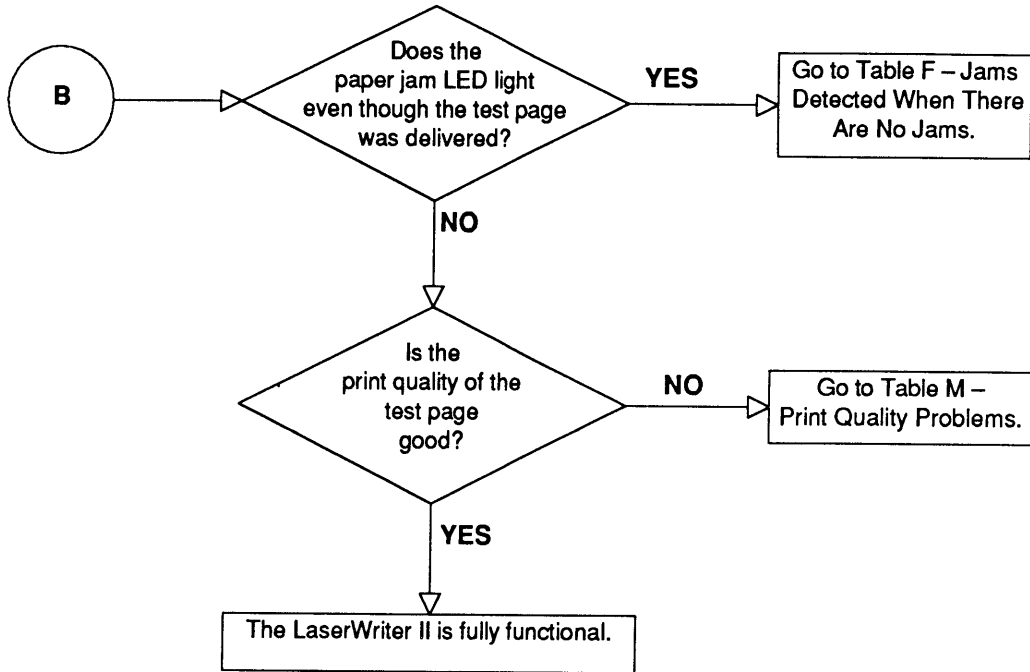 B
Does the
paper jam LED light
even though the test page
was delivered?
YES
Go to Table F – Jams
Detected When There
Are No Jams.
NO
Is the
print quality of the
test page
good?
NO
Go to Table M –
Print Quality Problems.
YES
The LaserWriter II is fully functional.